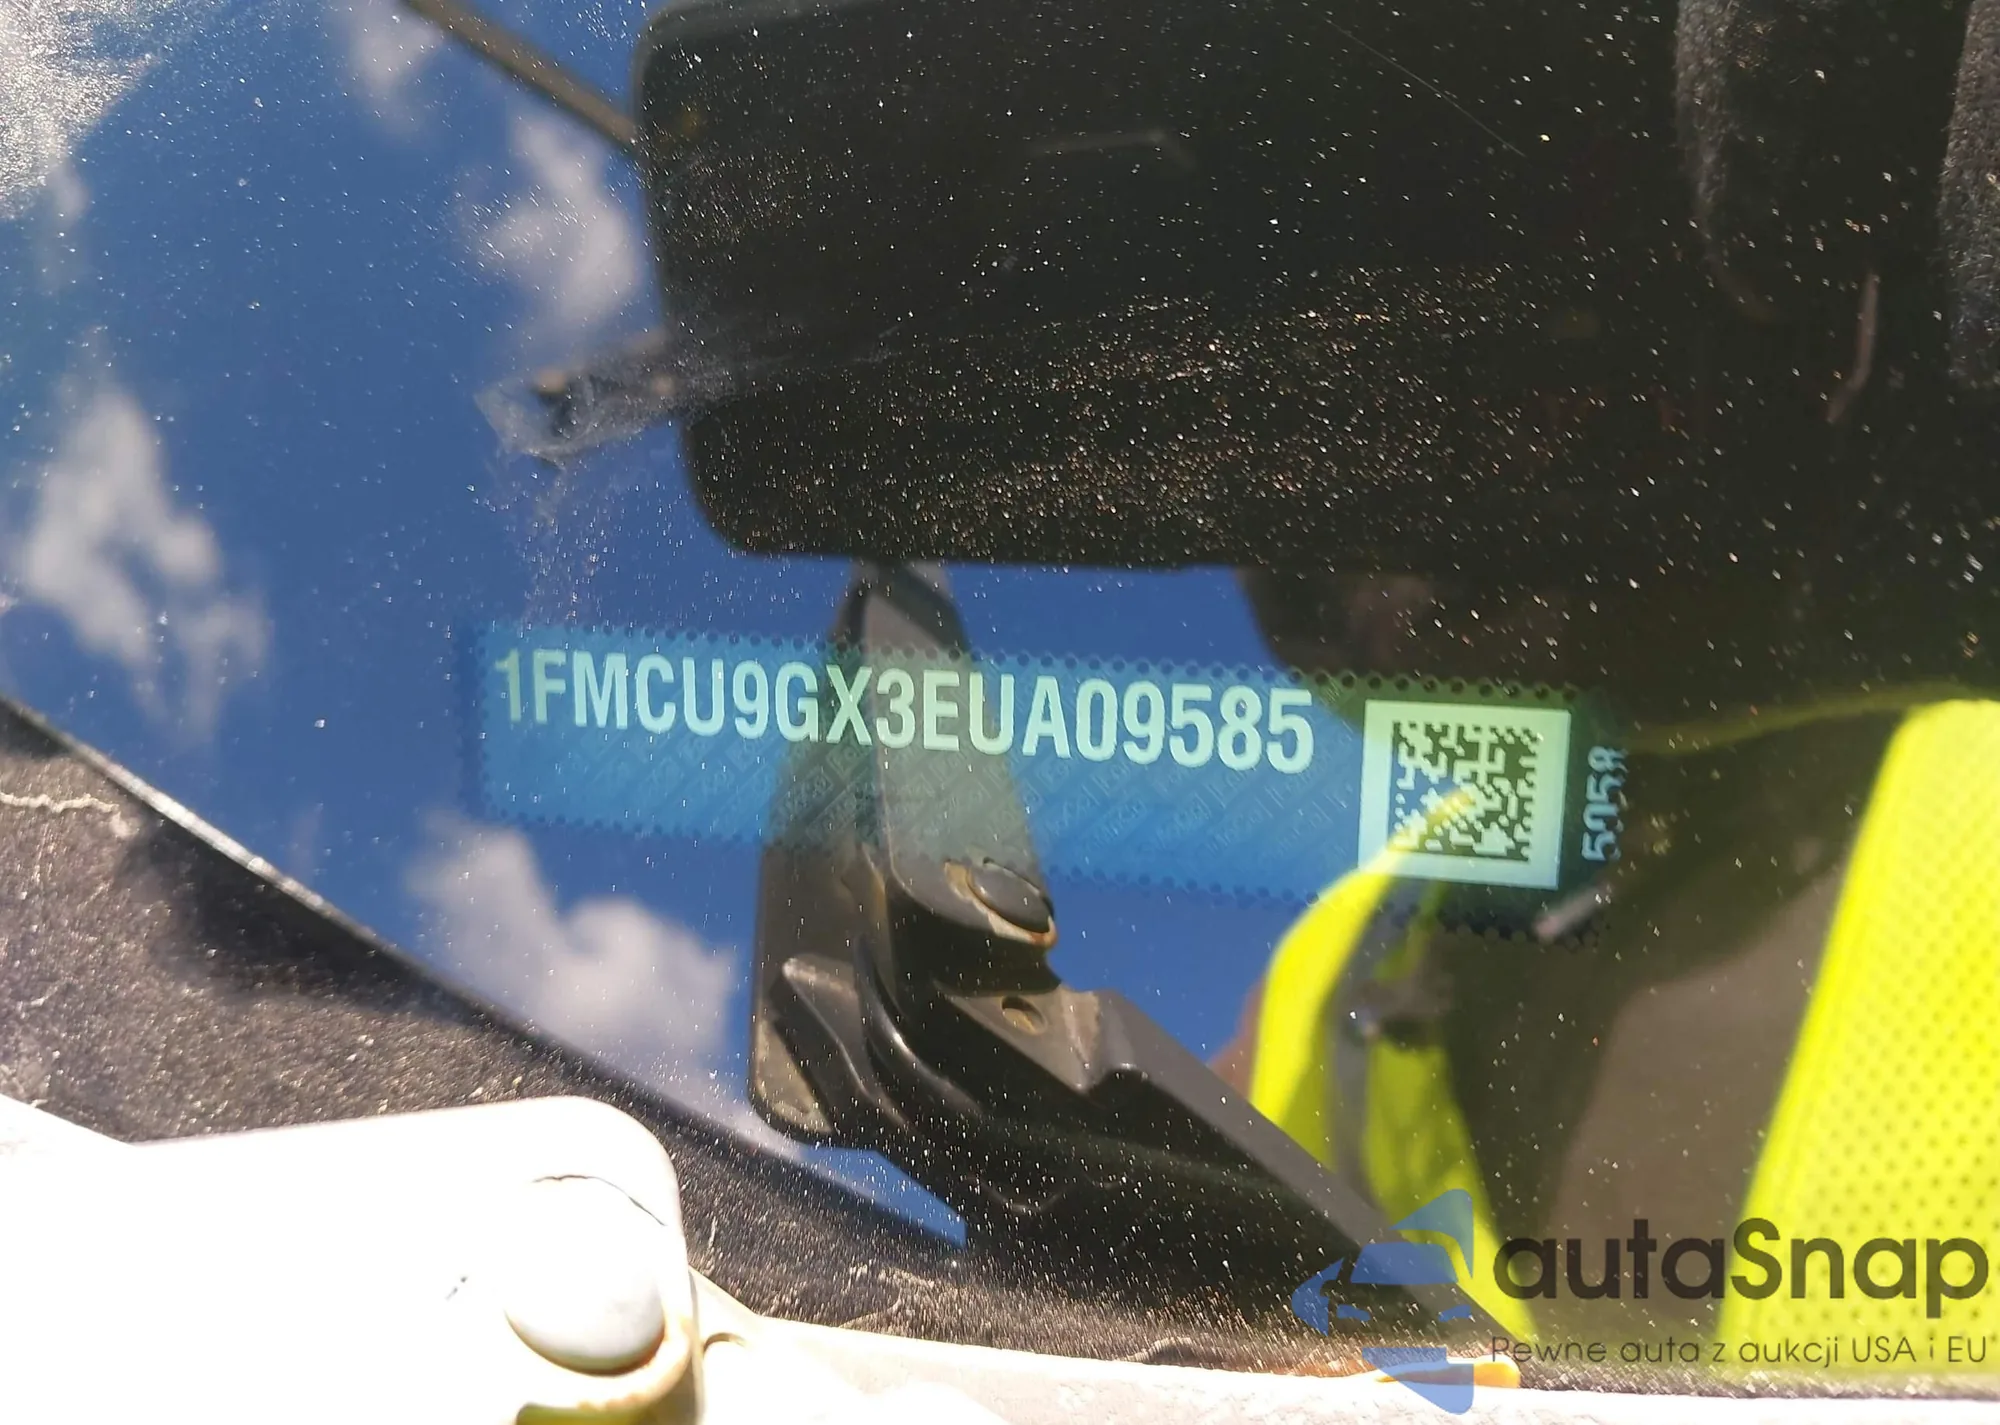 1FMCU9GX3EUA09585
5058
autaSnap
Pewne auta z aukcji USA i EU